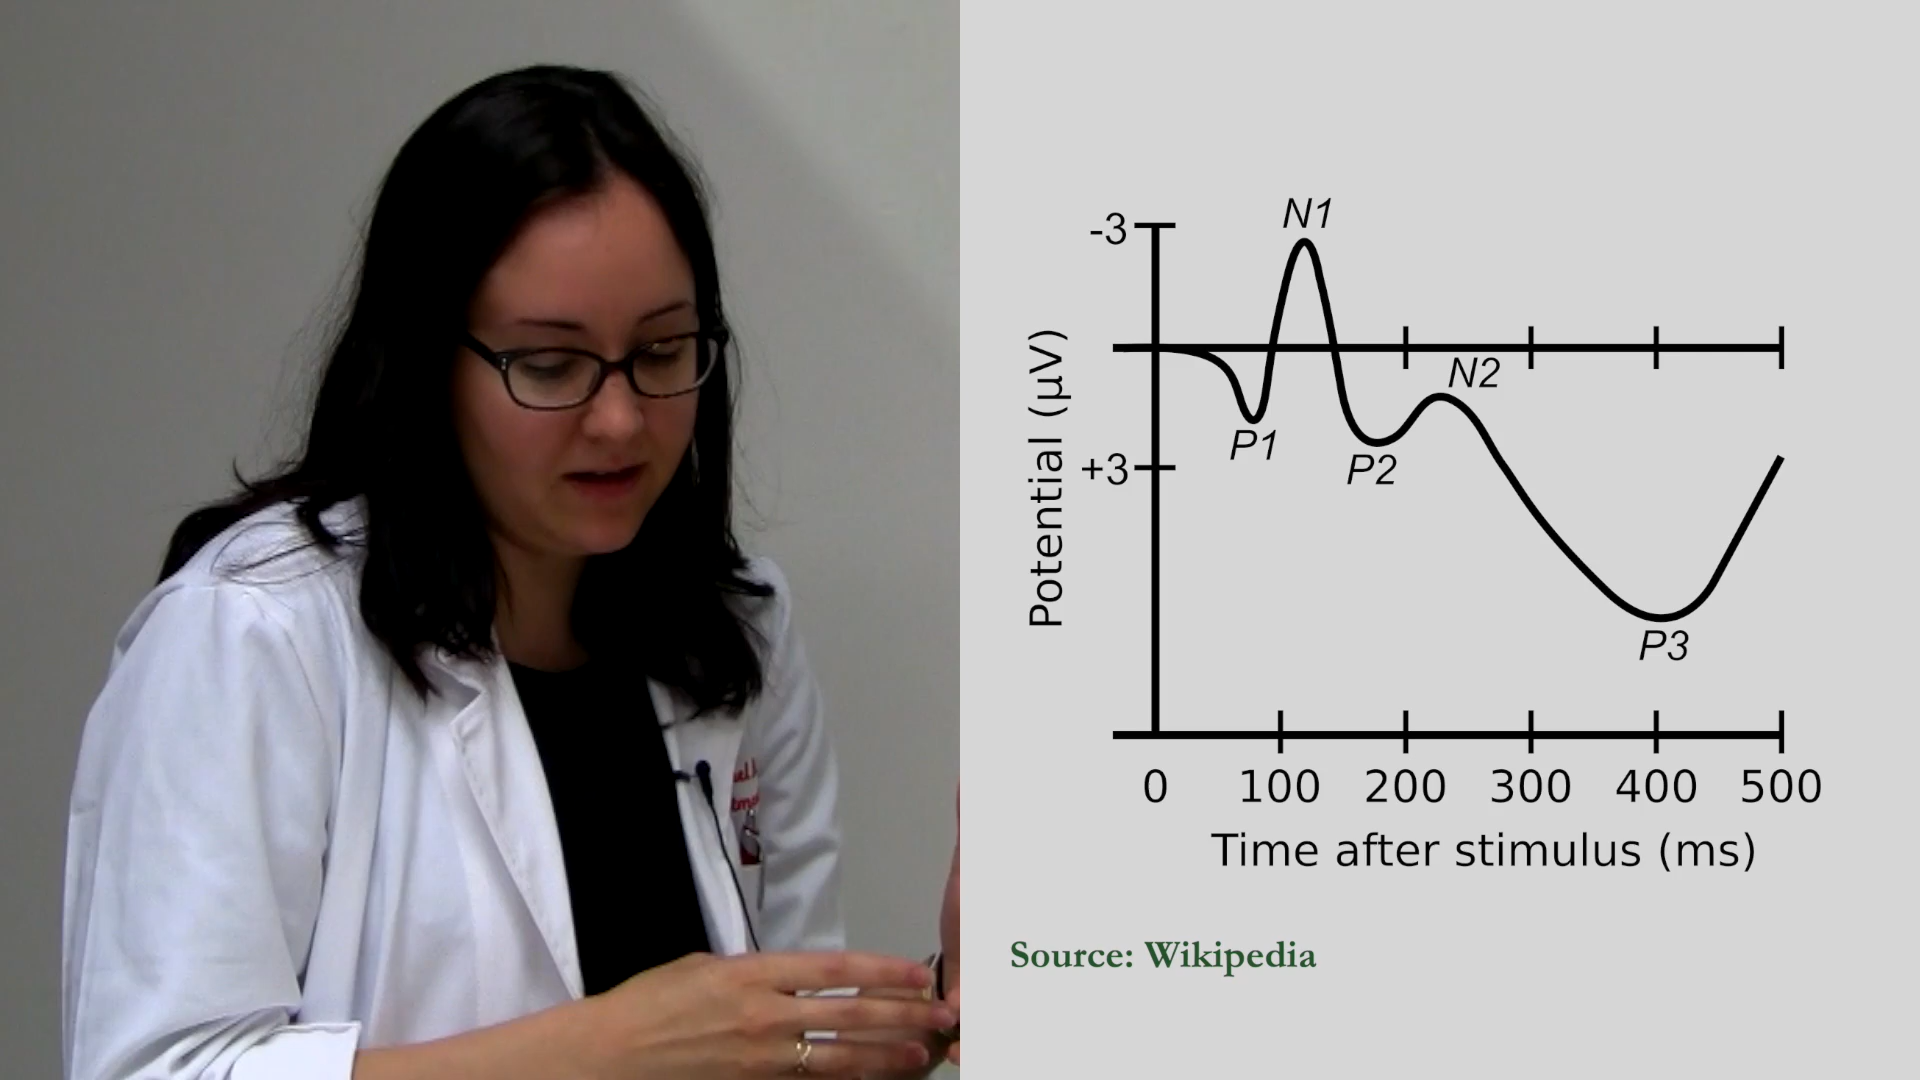 -3
N1
N2
P1
P2
+3
P3
Potential (µV)
0 100 200 300 400 500
Time after stimulus (ms)
Source: Wikipedia